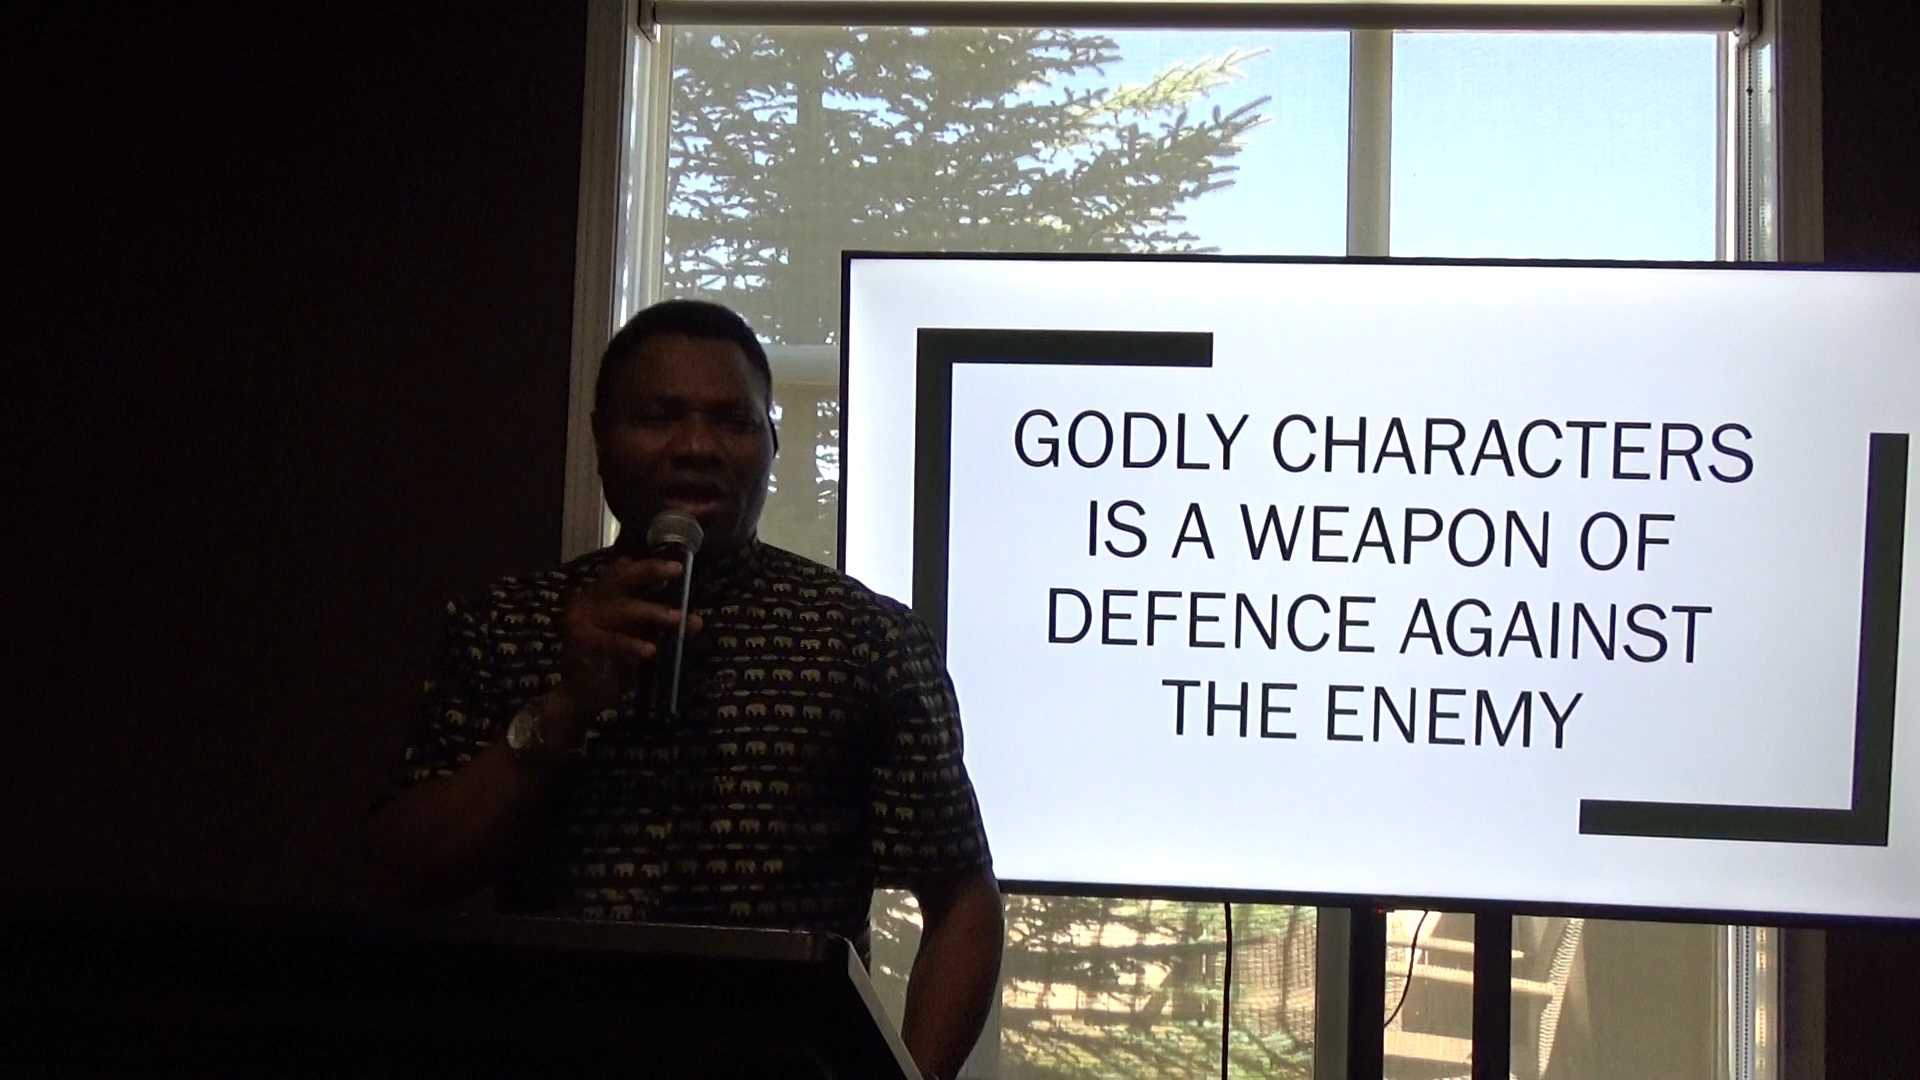 GODLY CHARACTERS
IS A WEAPON OF
DEFENCE AGAINST
THE ENEMY